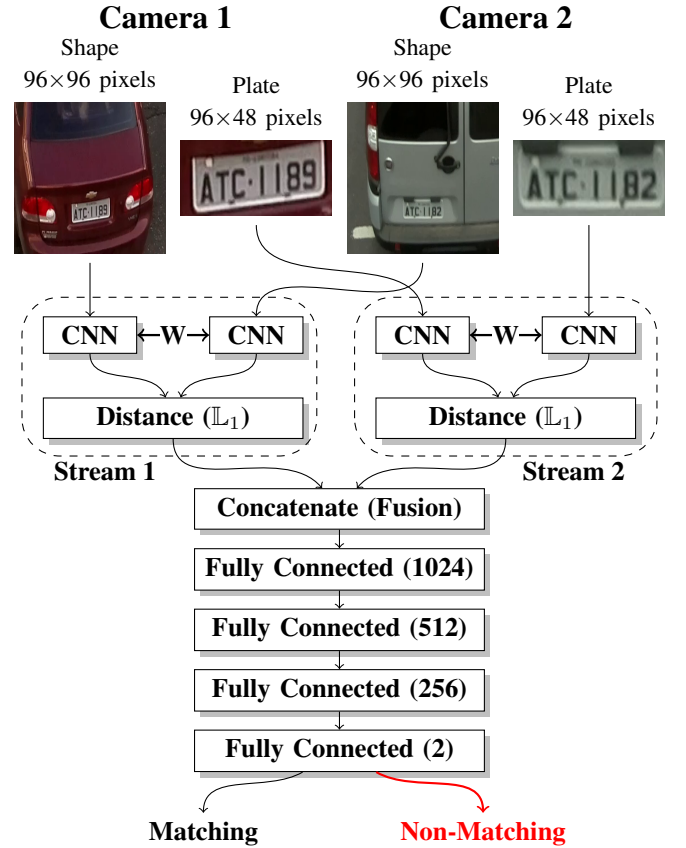 Camera 1
Camera 2
Shape
96×96 pixels
Plate
96×48 pixels
Shape
96×96 pixels
Plate
96×48 pixels
ATC·1189
ATC·1189
ATC·1182
ATC·1182
CNN
W
CNN
CNN
W
CNN
Distance (𝕃₁)
Distance (𝕃₁)
Stream 1
Stream 2
Concatenate (Fusion)
Fully Connected (1024)
Fully Connected (512)
Fully Connected (256)
Fully Connected (2)
Matching
Non-Matching